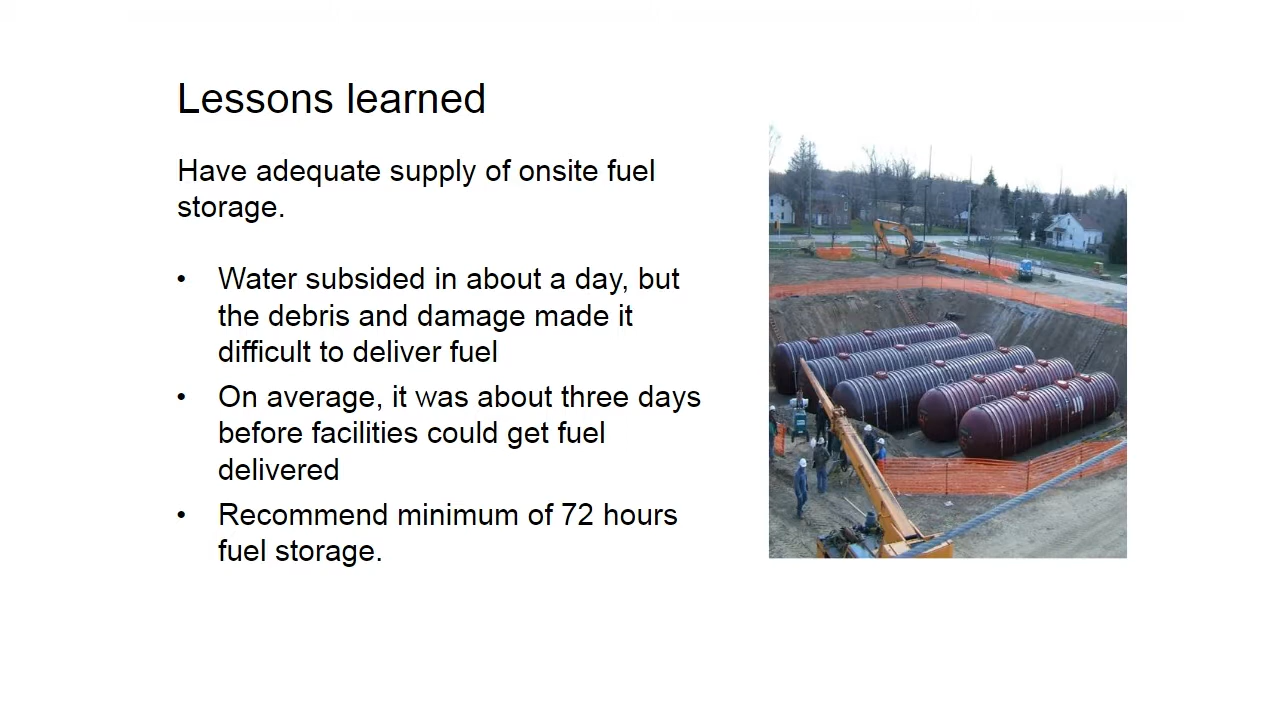 Lessons learned
Have adequate supply of onsite fuel
storage.
• Water subsided in about a day, but
the debris and damage made it
difficult to deliver fuel
• On average, it was about three days
before facilities could get fuel
delivered
• Recommend minimum of 72 hours
fuel storage.